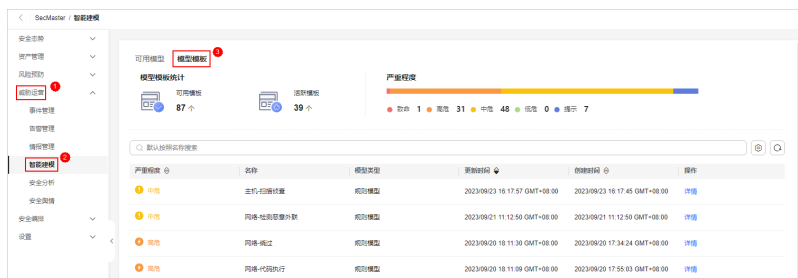 SecMaster / 智能建模
安全态势
资产管理
风险预防
威胁运营
1
事件管理
告警管理
情报管理
智能建模
2
安全分析
安全舆情
安全编排
设置
可用模型 模型模板
3
模型模板统计
可用模板
87 个
活跃模板
39 个
严重程度
致命 1 高危 31 中危 48 低危 0 提示 7
默认按照名称搜索
严重程度 名称 模型类型 更新时间 创建时间 操作
中危 主机-扫描侦查 规则模型 2023/09/23 16:17:57 GMT+08:00 2023/09/23 16:17:45 GMT+08:00 详情
中危 网络-检测恶意外联 规则模型 2023/09/21 11:12:50 GMT+08:00 2023/09/21 11:12:50 GMT+08:00 详情
高危 网络-绕过 规则模型 2023/09/20 18:11:30 GMT+08:00 2023/09/20 17:34:24 GMT+08:00 详情
高危 网络-代码执行 规则模型 2023/09/20 18:11:09 GMT+08:00 2023/09/20 17:55:03 GMT+08:00 详情